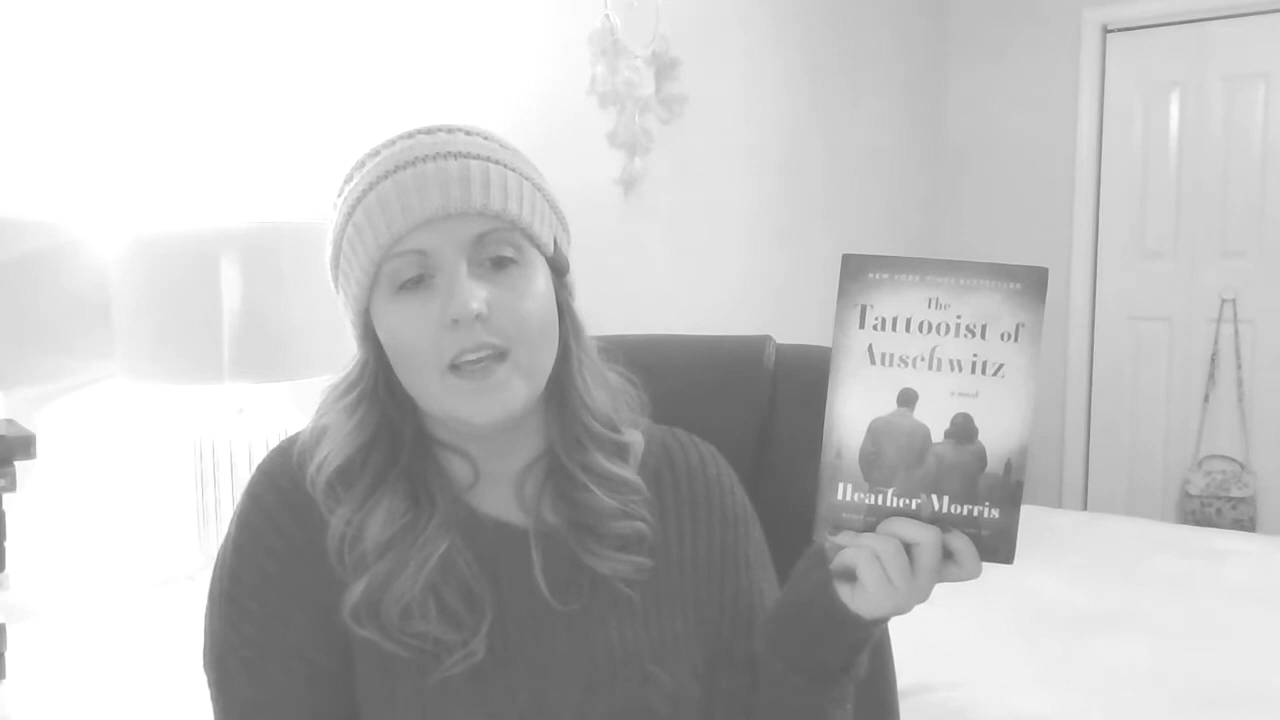 NEW YORK TIMES BESTSELLER
The
Tattooist of
Auschwitz
a novel
Heather Morris